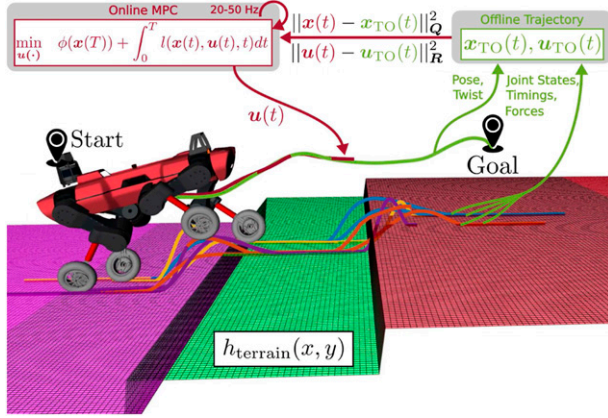 Online MPC
20-50 Hz
min u(·) ϕ(x(T)) + ∫₀ᵀ l(x(t), u(t), t)dt
||x(t) − x_TO(t)||²_Q
||u(t) − u_TO(t)||²_R
Offline Trajectory
x_TO(t), u_TO(t)
Pose,
Twist
Joint States,
Timings,
Forces
u(t)
Start
Goal
h_terrain(x, y)